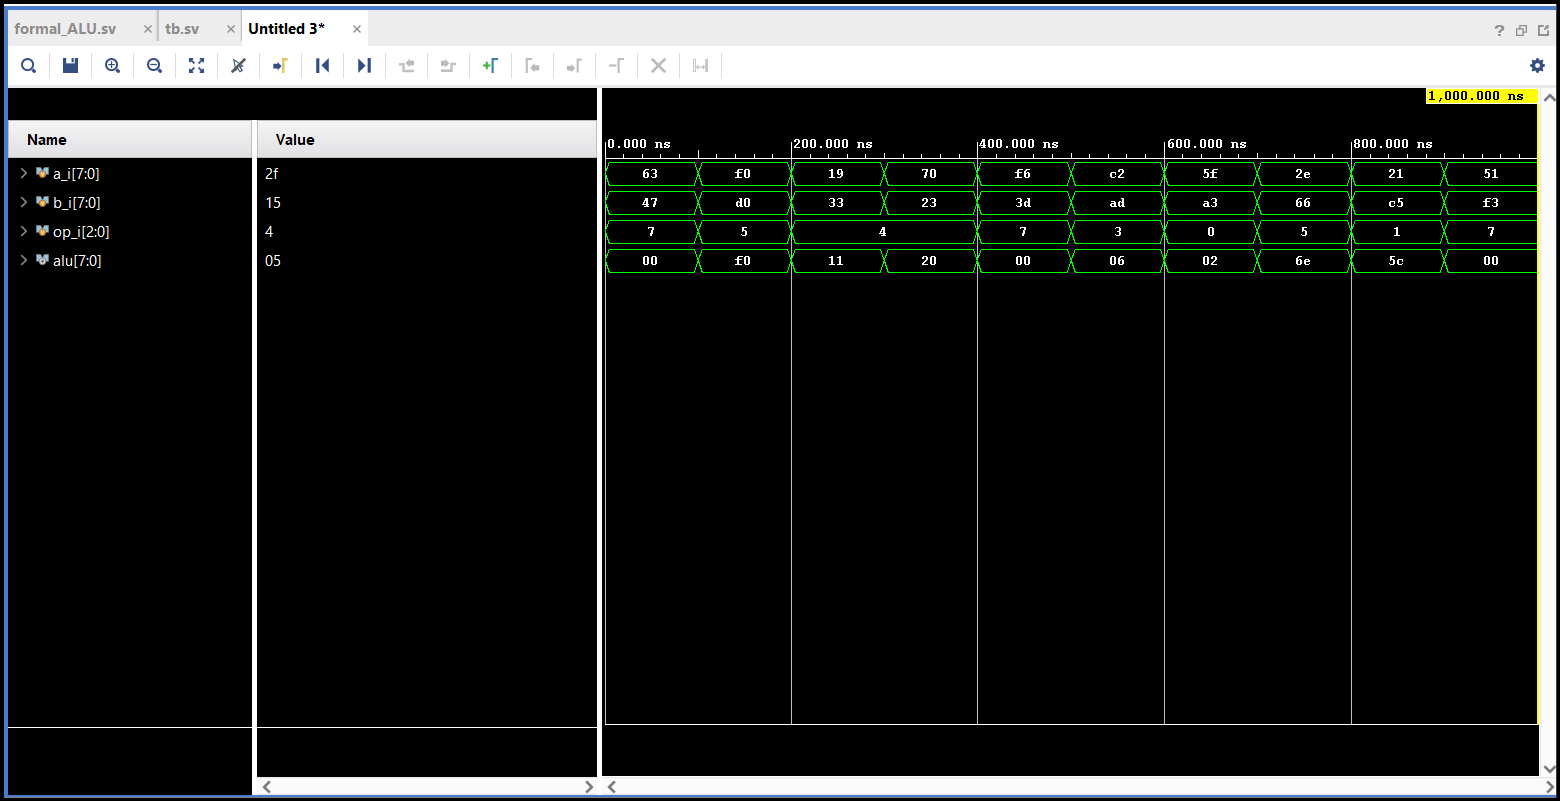 formal_ALU.sv × tb.sv × Untitled 3* ×
?
1,000.000 ns
Name Value
0.000 ns 200.000 ns 400.000 ns 600.000 ns 800.000 ns
a_i[7:0] 2f 63 f0 19 70 f6 c2 5f 2e 21 51
b_i[7:0] 15 47 d0 33 23 3d ad a3 66 c5 f3
op_i[2:0] 4 7 5 4 7 3 0 5 1 7
alu[7:0] 05 00 f0 11 20 00 06 02 6e 5c 00